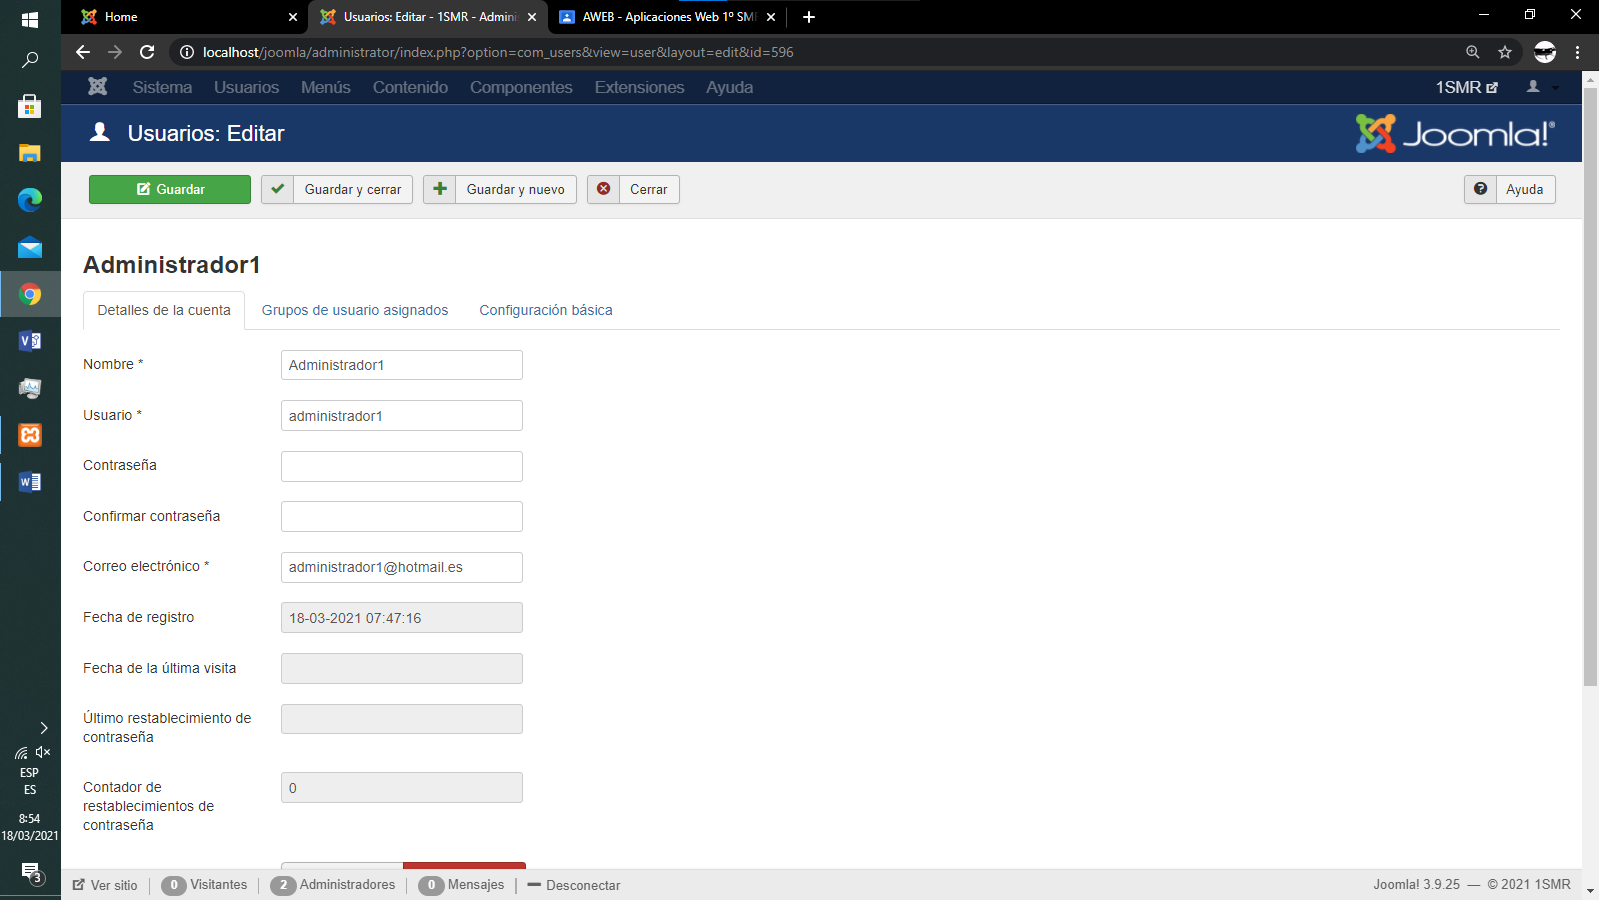 Home
Usuarios: Editar - 1SMR - Admini
AWEB - Aplicaciones Web 1º SM
localhost/joomla/administrator/index.php?option=com_users&view=user&layout=edit&id=596
Sistema Usuarios Menús Contenido Componentes Extensiones Ayuda 1SMR
Usuarios: Editar
Joomla!®
Guardar Guardar y cerrar Guardar y nuevo Cerrar Ayuda
Administrador1
Detalles de la cuenta Grupos de usuario asignados Configuración básica
Nombre * Administrador1
Usuario * administrador1
Contraseña
Confirmar contraseña
Correo electrónico * administrador1@hotmail.es
Fecha de registro 18-03-2021 07:47:16
Fecha de la última visita
Último restablecimiento de
contraseña
Contador de
restablecimientos de
contraseña
0
Ver sitio 0 Visitantes 2 Administradores 0 Mensajes Desconectar
Joomla! 3.9.25 — © 2021 1SMR
ESP
ES
8:54
18/03/2021
3